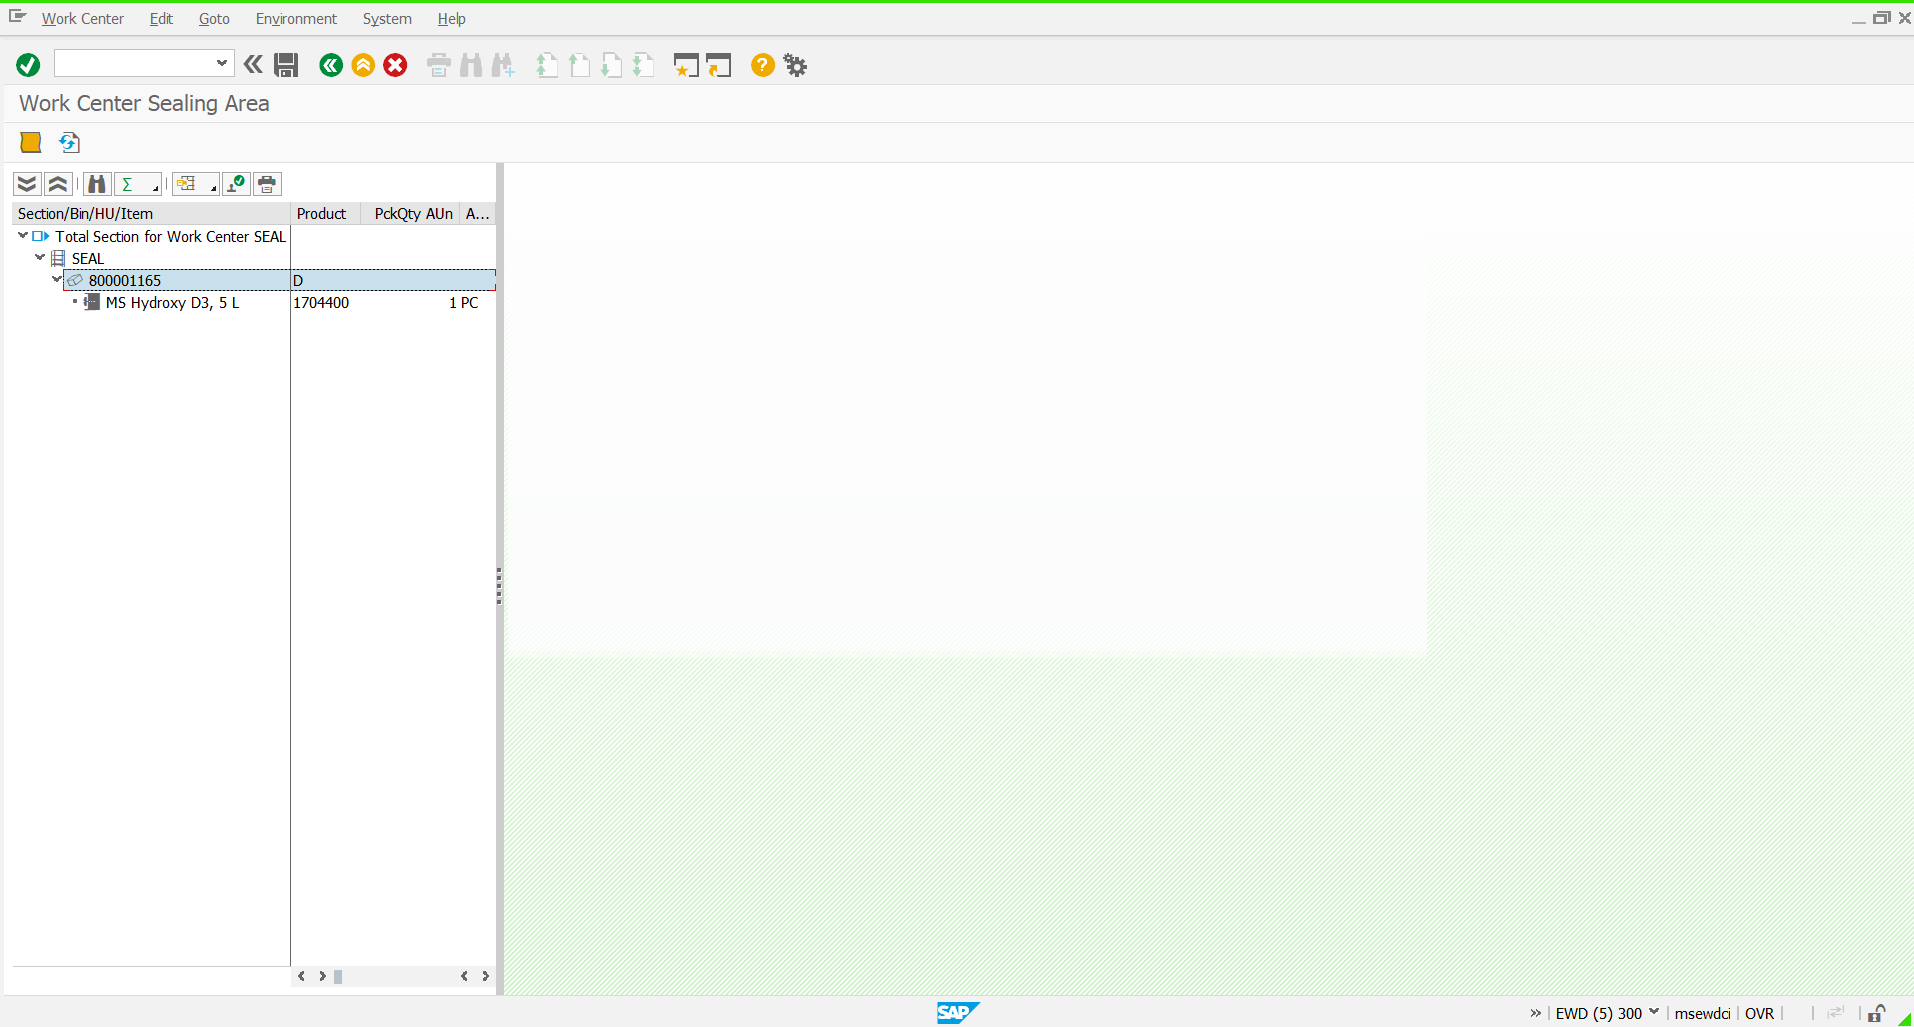 Work Center Edit Goto Environment System Help
Work Center Sealing Area
Section/Bin/HU/Item Product PckQty AUn A...
Total Section for Work Center SEAL
SEAL
800001165 D
MS Hydroxy D3, 5 L 1704400 1 PC
SAP EWD (5) 300 msewdci OVR